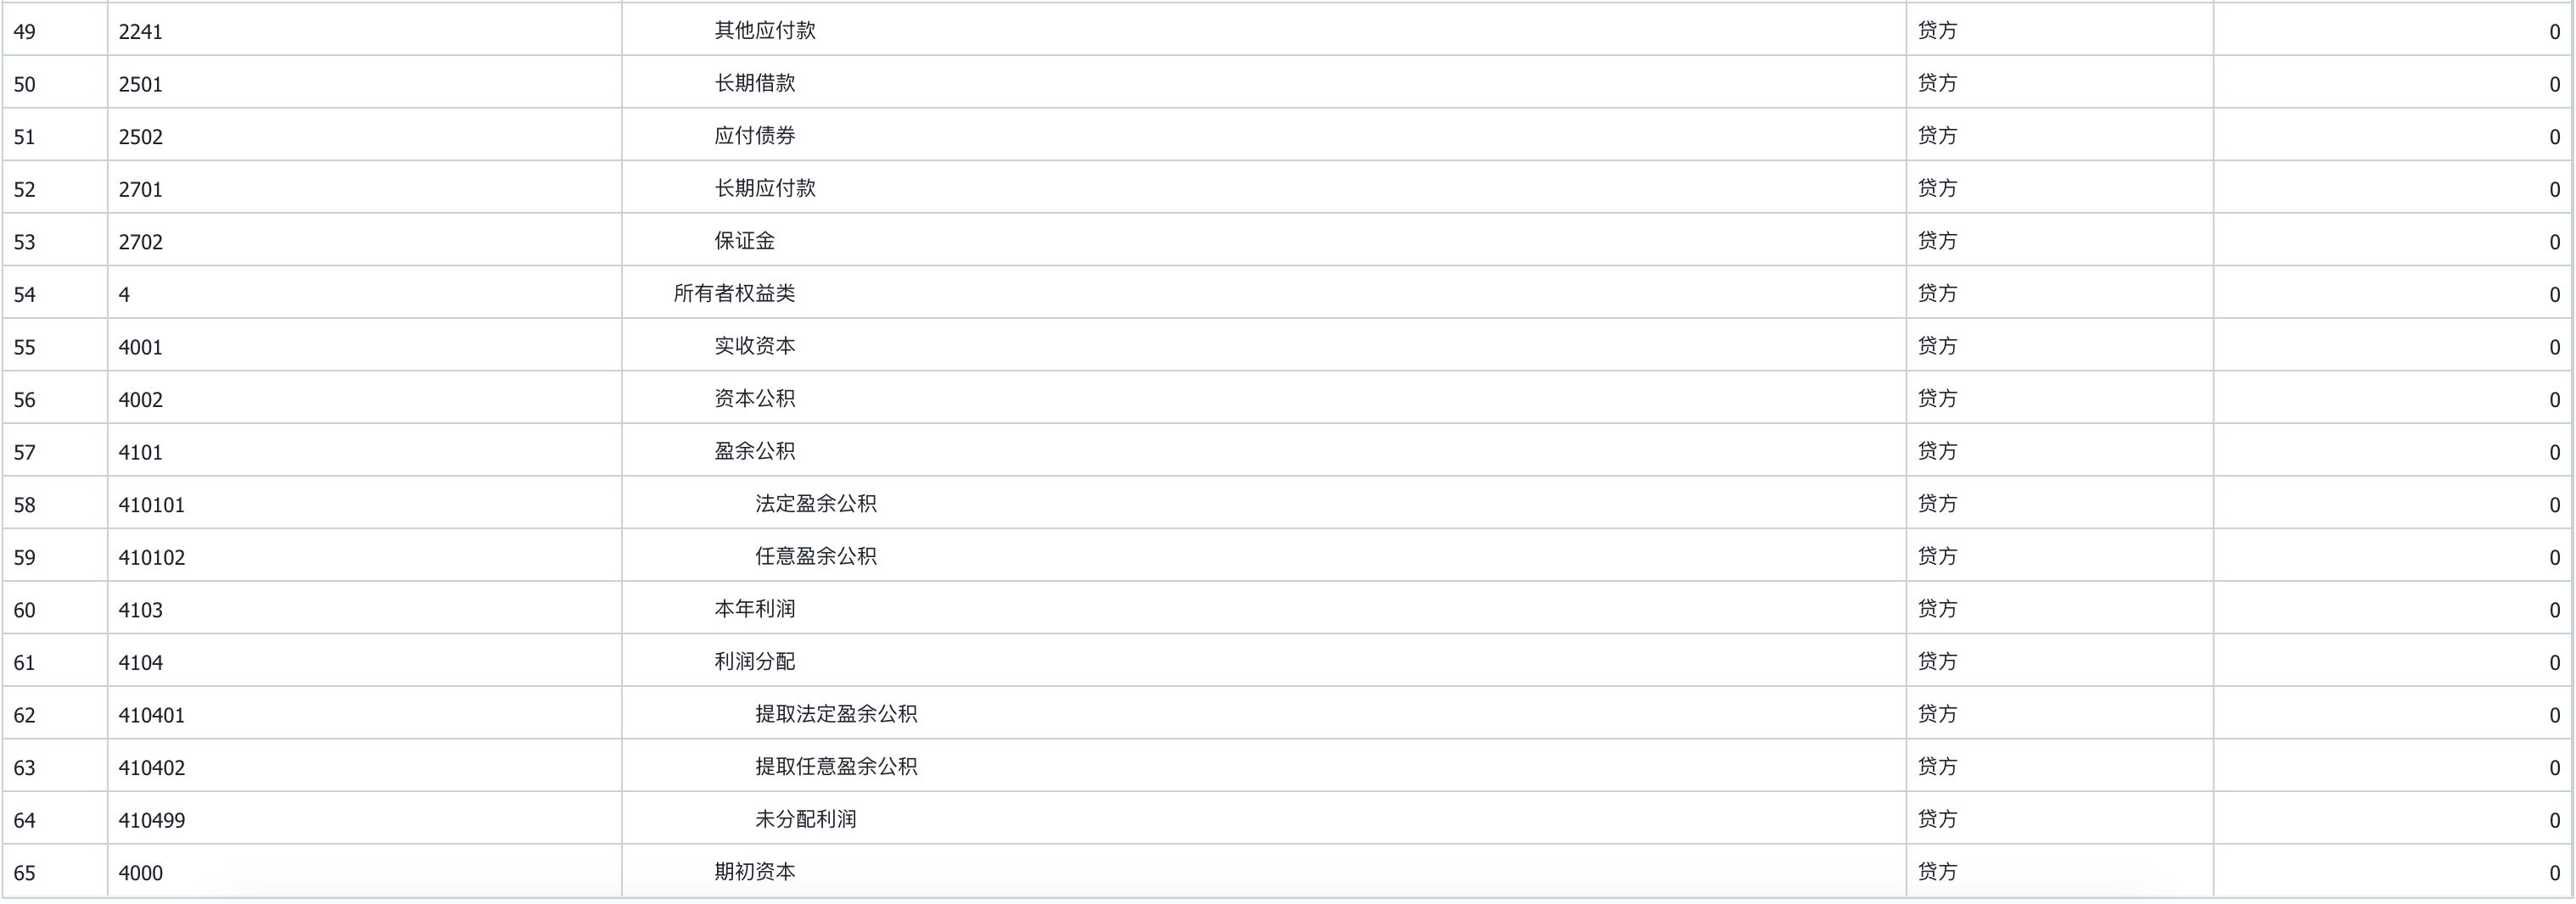 49 2241 其他应付款 贷方 0
50 2501 长期借款 贷方 0
51 2502 应付债券 贷方 0
52 2701 长期应付款 贷方 0
53 2702 保证金 贷方 0
54 4 所有者权益类 贷方 0
55 4001 实收资本 贷方 0
56 4002 资本公积 贷方 0
57 4101 盈余公积 贷方 0
58 410101 法定盈余公积 贷方 0
59 410102 任意盈余公积 贷方 0
60 4103 本年利润 贷方 0
61 4104 利润分配 贷方 0
62 410401 提取法定盈余公积 贷方 0
63 410402 提取任意盈余公积 贷方 0
64 410499 未分配利润 贷方 0
65 4000 期初资本 贷方 0